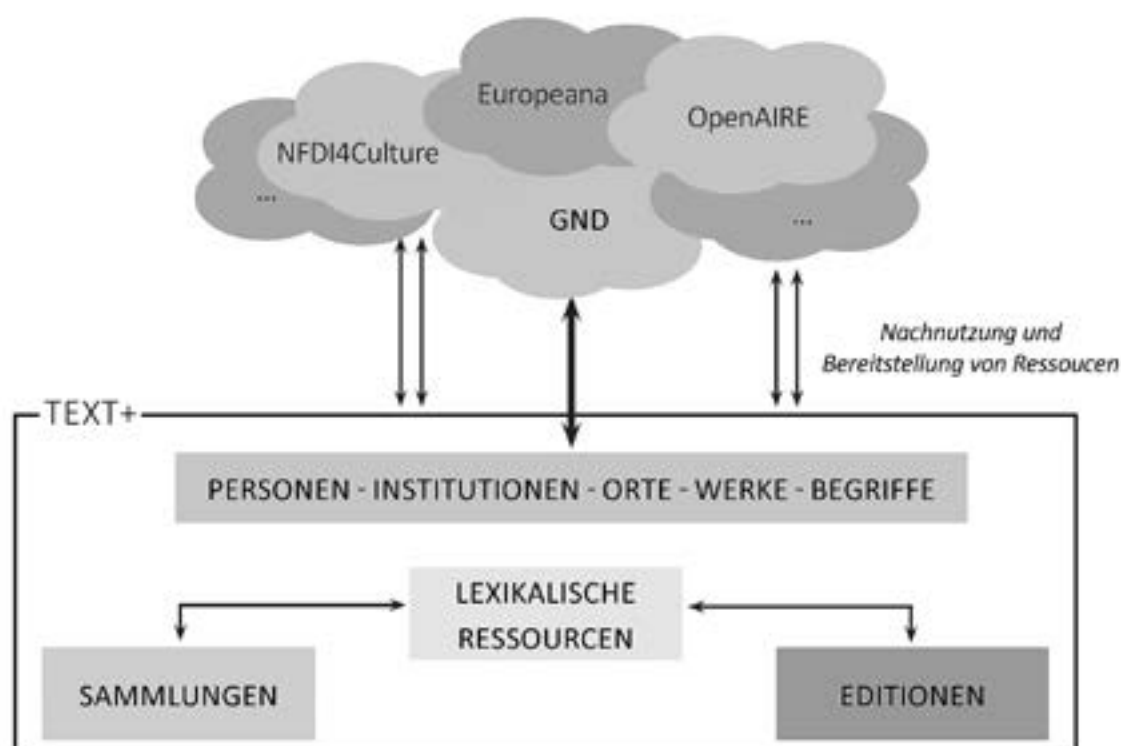 Europeana
OpenAIRE
NFDI4Culture
...
GND
...
Nachnutzung und
Bereitstellung von Ressoucen
TEXT+
PERSONEN - INSTITUTIONEN - ORTE - WERKE - BEGRIFFE
LEXIKALISCHE
RESSOURCEN
SAMMLUNGEN
EDITIONEN